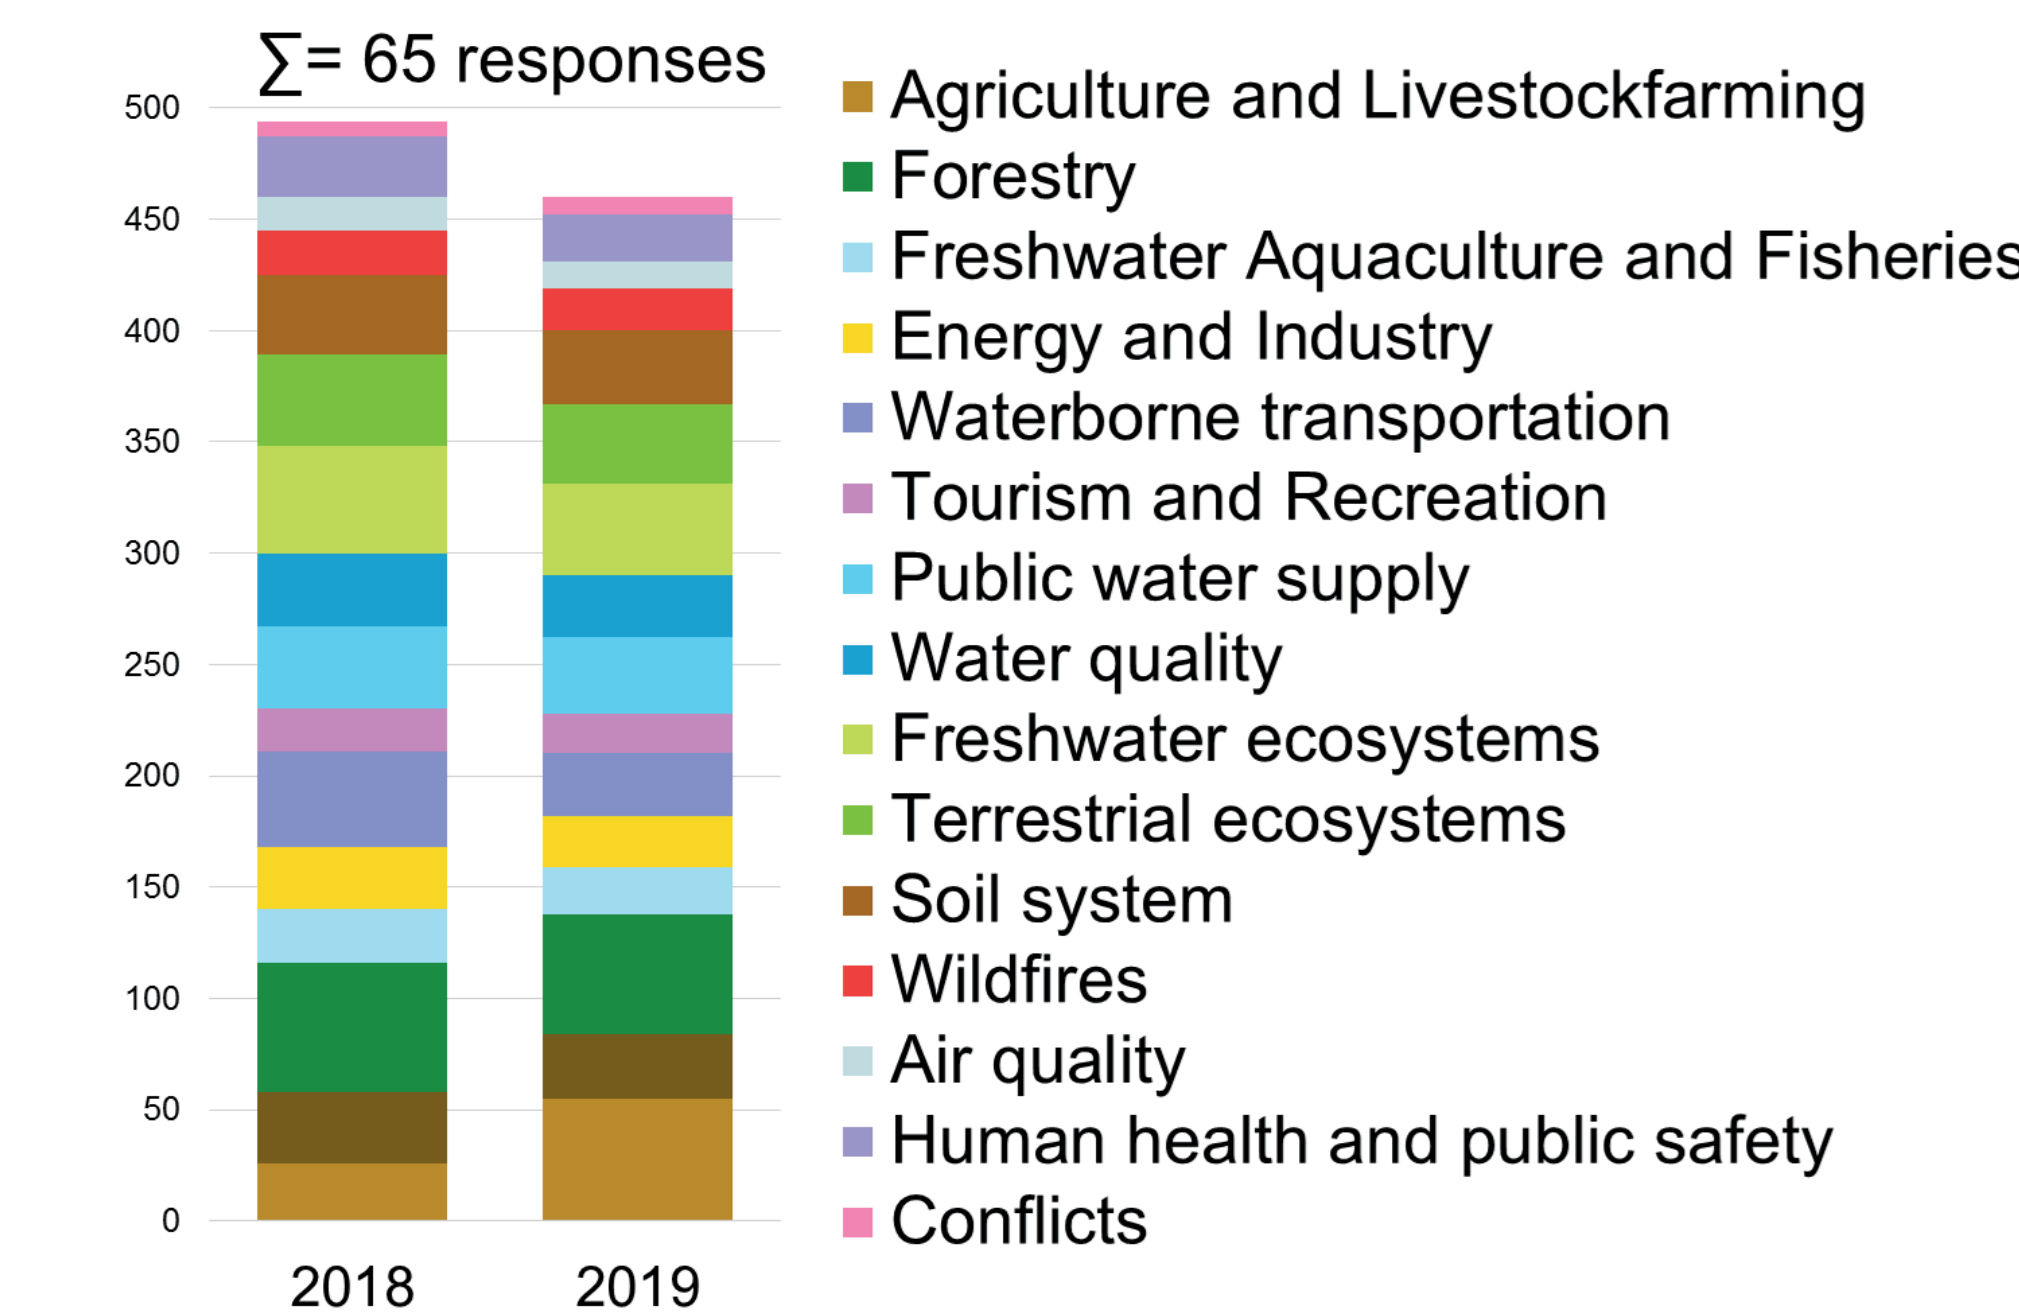 ∑= 65 responses
500
450
400
350
300
250
200
150
100
50
0
2018 2019
Agriculture and Livestockfarming
Forestry
Freshwater Aquaculture and Fisheries
Energy and Industry
Waterborne transportation
Tourism and Recreation
Public water supply
Water quality
Freshwater ecosystems
Terrestrial ecosystems
Soil system
Wildfires
Air quality
Human health and public safety
Conflicts